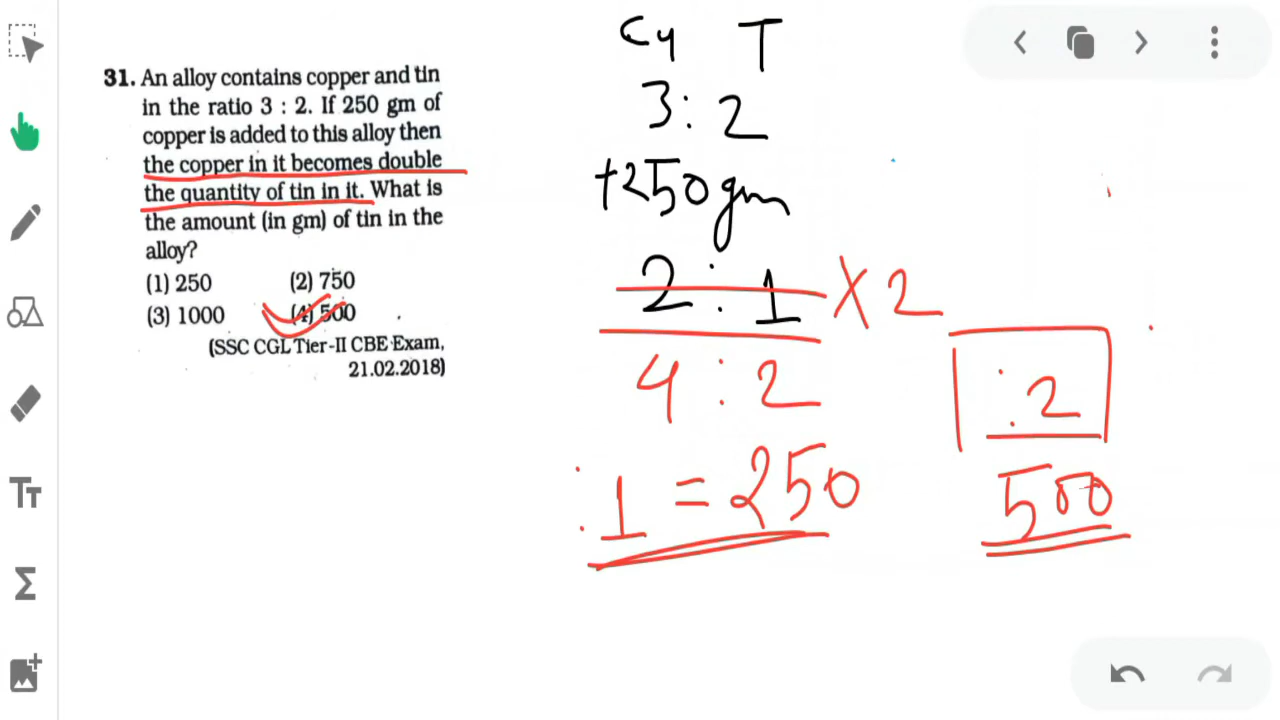 31. An alloy contains copper and tin
in the ratio 3 : 2. If 250 gm of
copper is added to this alloy then
the copper in it becomes double
the quantity of tin in it. What is
the amount (in gm) of tin in the
alloy?
(1) 250 (2) 750
(3) 1000 (4) 500
(SSC CGL Tier-II CBE Exam,
21.02.2018)
Cu T
3 : 2
+250gm
2 : 1 × 2
4 : 2
: 2
1 = 250
500
Tт
Σ